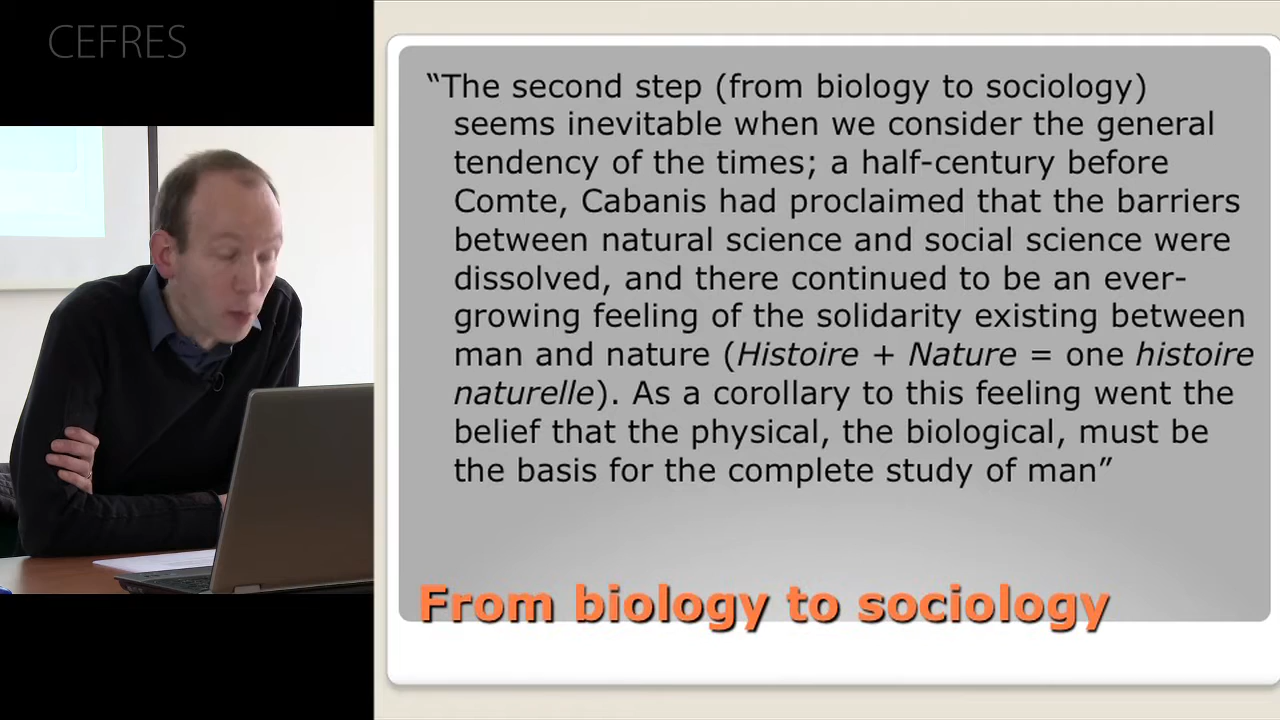 CEFRES
“The second step (from biology to sociology)
seems inevitable when we consider the general
tendency of the times; a half-century before
Comte, Cabanis had proclaimed that the barriers
between natural science and social science were
dissolved, and there continued to be an ever-
growing feeling of the solidarity existing between
man and nature (Histoire + Nature = one histoire
naturelle). As a corollary to this feeling went the
belief that the physical, the biological, must be
the basis for the complete study of man”
From biology to sociology